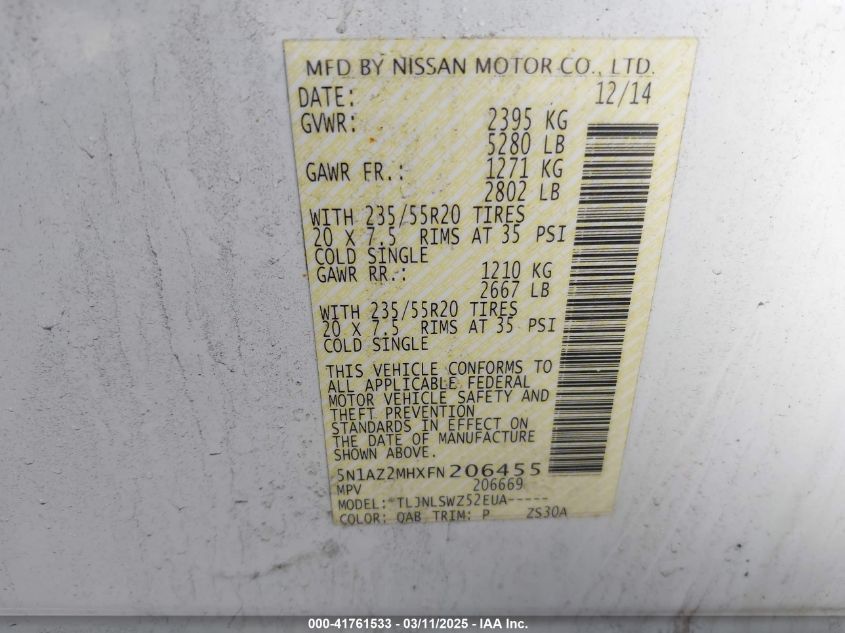 MFD BY NISSAN MOTOR CO., LTD.
DATE: 12/14
GVWR: 2395 KG
5280 LB
GAWR FR.: 1271 KG
2802 LB
WITH 235/55R20 TIRES
20 X 7.5 RIMS AT 35 PSI
COLD SINGLE
GAWR RR.: 1210 KG
2667 LB
WITH 235/55R20 TIRES
20 X 7.5 RIMS AT 35 PSI
COLD SINGLE
THIS VEHICLE CONFORMS TO
ALL APPLICABLE FEDERAL
MOTOR VEHICLE SAFETY AND
THEFT PREVENTION
STANDARDS IN EFFECT ON
THE DATE OF MANUFACTURE
SHOWN ABOVE.
5N1AZ2MHXFN206455
MPV 206669
MODEL: *TLJNLSWZ52EUA-----
COLOR: QAB TRIM: P ZS30A
000-41761533 - 03/11/2025 - IAA Inc.